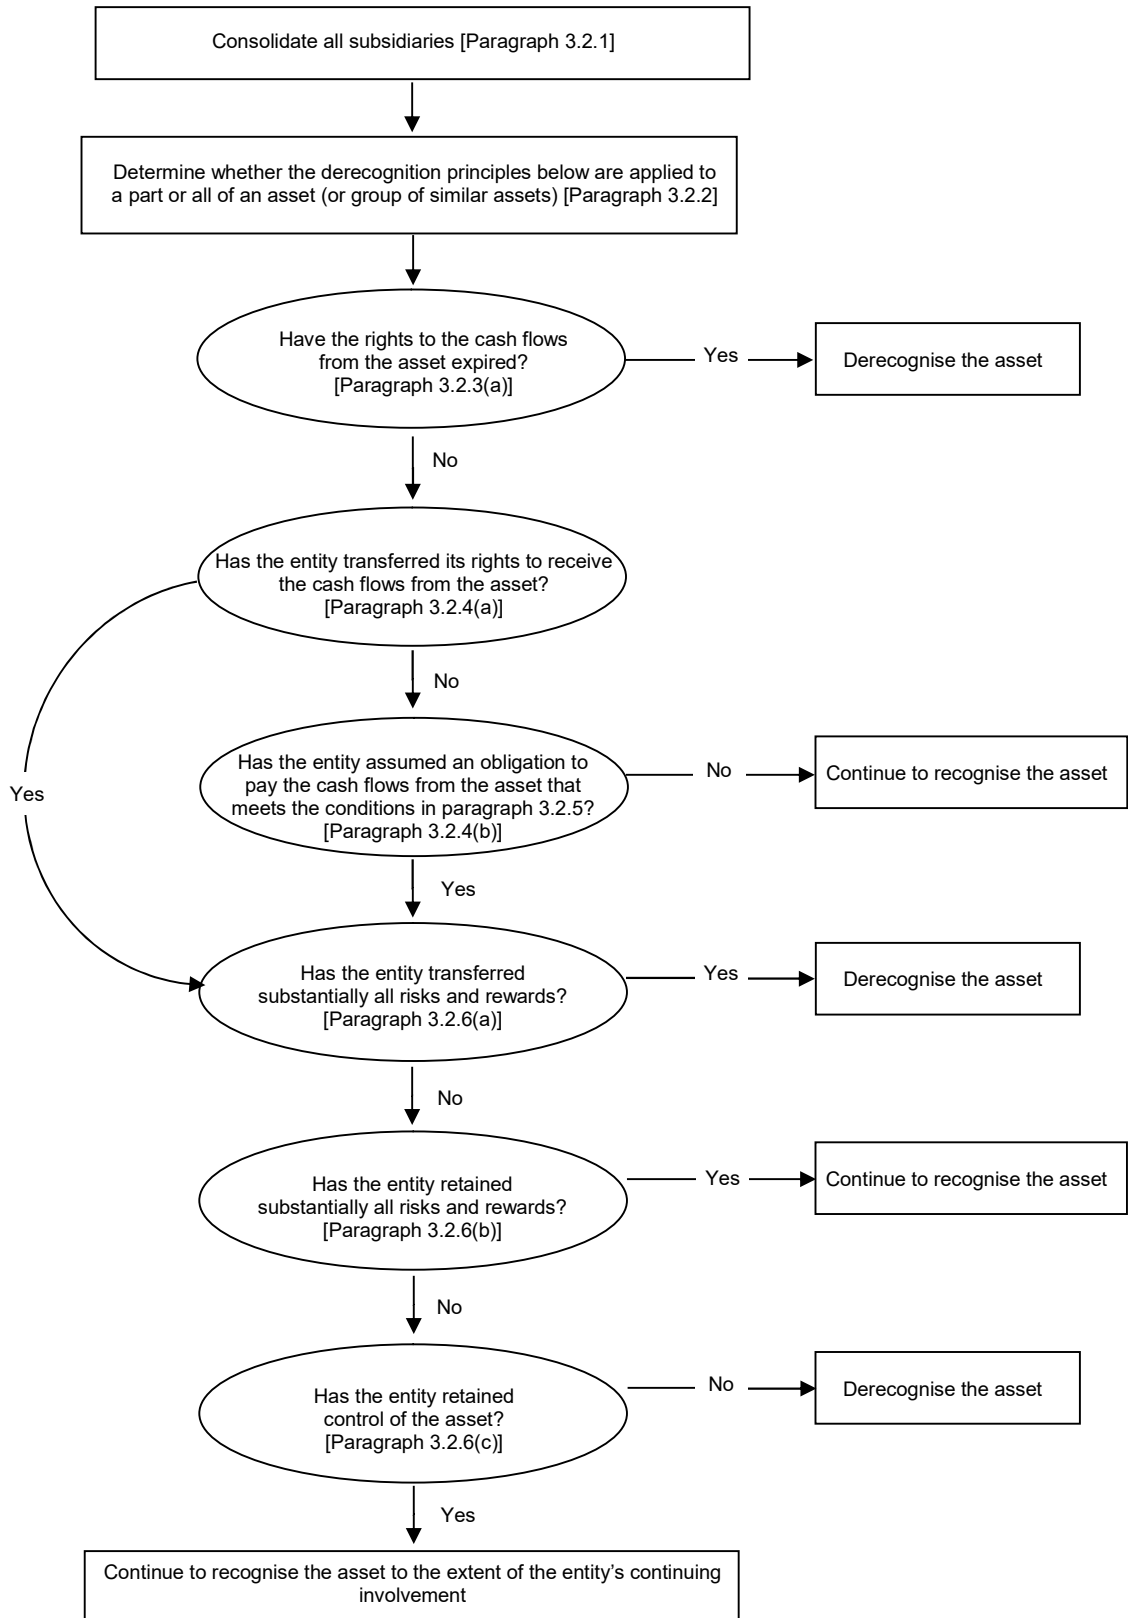 Consolidate all subsidiaries [Paragraph 3.2.1]
Determine whether the derecognition principles below are applied to
a part or all of an asset (or group of similar assets) [Paragraph 3.2.2]
Have the rights to the cash flows
from the asset expired?
[Paragraph 3.2.3(a)]
Yes
Derecognise the asset
No
Has the entity transferred its rights to receive
the cash flows from the asset?
[Paragraph 3.2.4(a)]
No
Yes
Has the entity assumed an obligation to
pay the cash flows from the asset that
meets the conditions in paragraph 3.2.5?
[Paragraph 3.2.4(b)]
No
Continue to recognise the asset
Yes
Has the entity transferred
substantially all risks and rewards?
[Paragraph 3.2.6(a)]
Yes
Derecognise the asset
No
Has the entity retained
substantially all risks and rewards?
[Paragraph 3.2.6(b)]
Yes
Continue to recognise the asset
No
Has the entity retained
control of the asset?
[Paragraph 3.2.6(c)]
No
Derecognise the asset
Yes
Continue to recognise the asset to the extent of the entity’s continuing
involvement